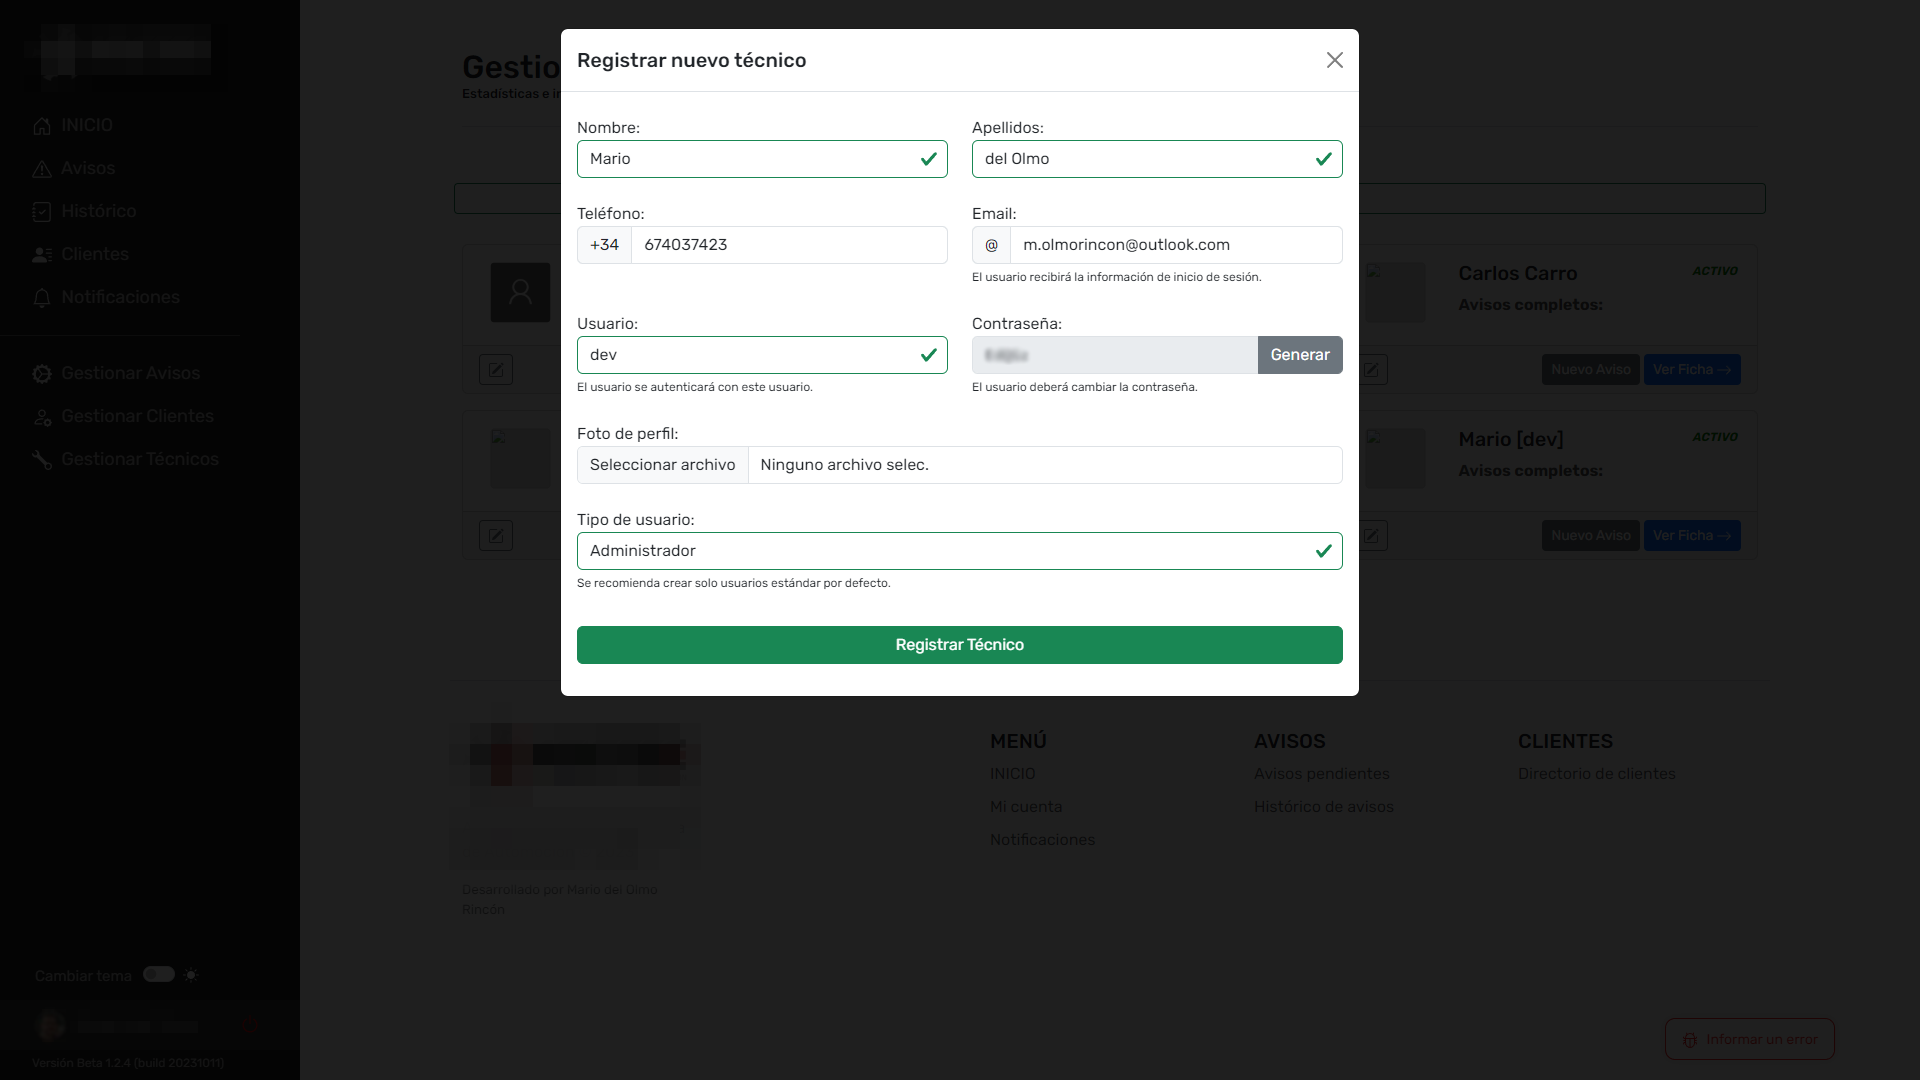 INICIO
Avisos
Histórico
Clientes
Notificaciones
Gestionar Avisos
Gestionar Clientes
Gestionar Técnicos
Cambiar tema
Versión Beta 1.2.4 (build 20231011)
Gestio
Estadísticas e in
Registrar nuevo técnico
Nombre:
Mario
Apellidos:
del Olmo
Teléfono:
+34 674037423
Email:
@ m.olmorincon@outlook.com
El usuario recibirá la información de inicio de sesión.
Usuario:
dev
El usuario se autenticará con este usuario.
Contraseña:
Generar
El usuario deberá cambiar la contraseña.
Foto de perfil:
Seleccionar archivo Ninguno archivo selec.
Tipo de usuario:
Administrador
Se recomienda crear solo usuarios estándar por defecto.
Registrar Técnico
Carlos Carro
ACTIVO
Avisos completos:
Nuevo Aviso
Ver Ficha
Mario [dev]
ACTIVO
Avisos completos:
Nuevo Aviso
Ver Ficha
Desarrollado por Mario del Olmo
Rincón
MENÚ
INICIO
Mi cuenta
Notificaciones
AVISOS
Avisos pendientes
Histórico de avisos
CLIENTES
Directorio de clientes
Informar un error